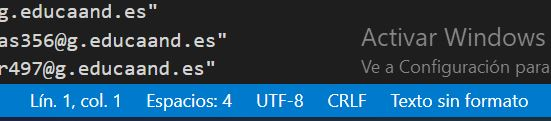 g.educaand.es"
as356@g.educaand.es"
r497@g.educaand.es"
Activar Windows
Ve a Configuración para
Lín. 1, col. 1 Espacios: 4 UTF-8 CRLF Texto sin formato